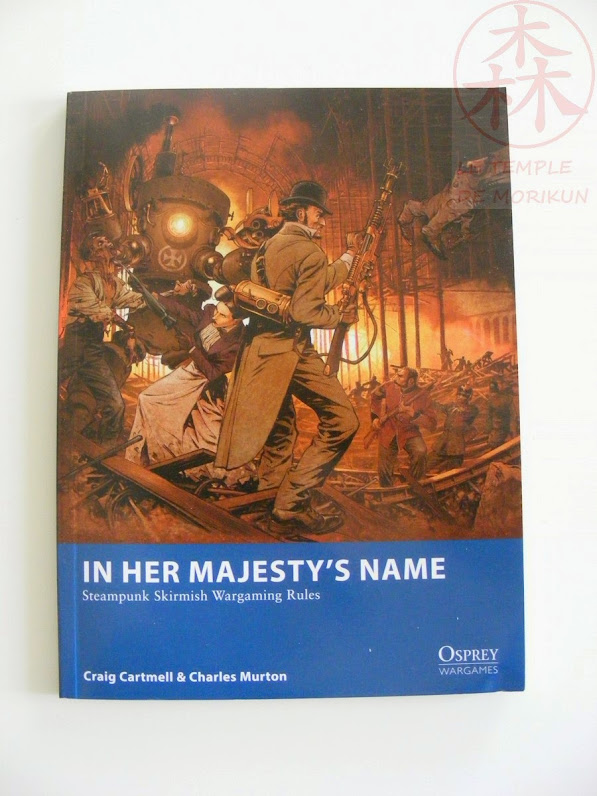 森
LE TEMPLE
DE MORIKUN
IN HER MAJESTY'S NAME
Steampunk Skirmish Wargaming Rules
OSPREY
WARGAMES
Craig Cartmell & Charles Murton